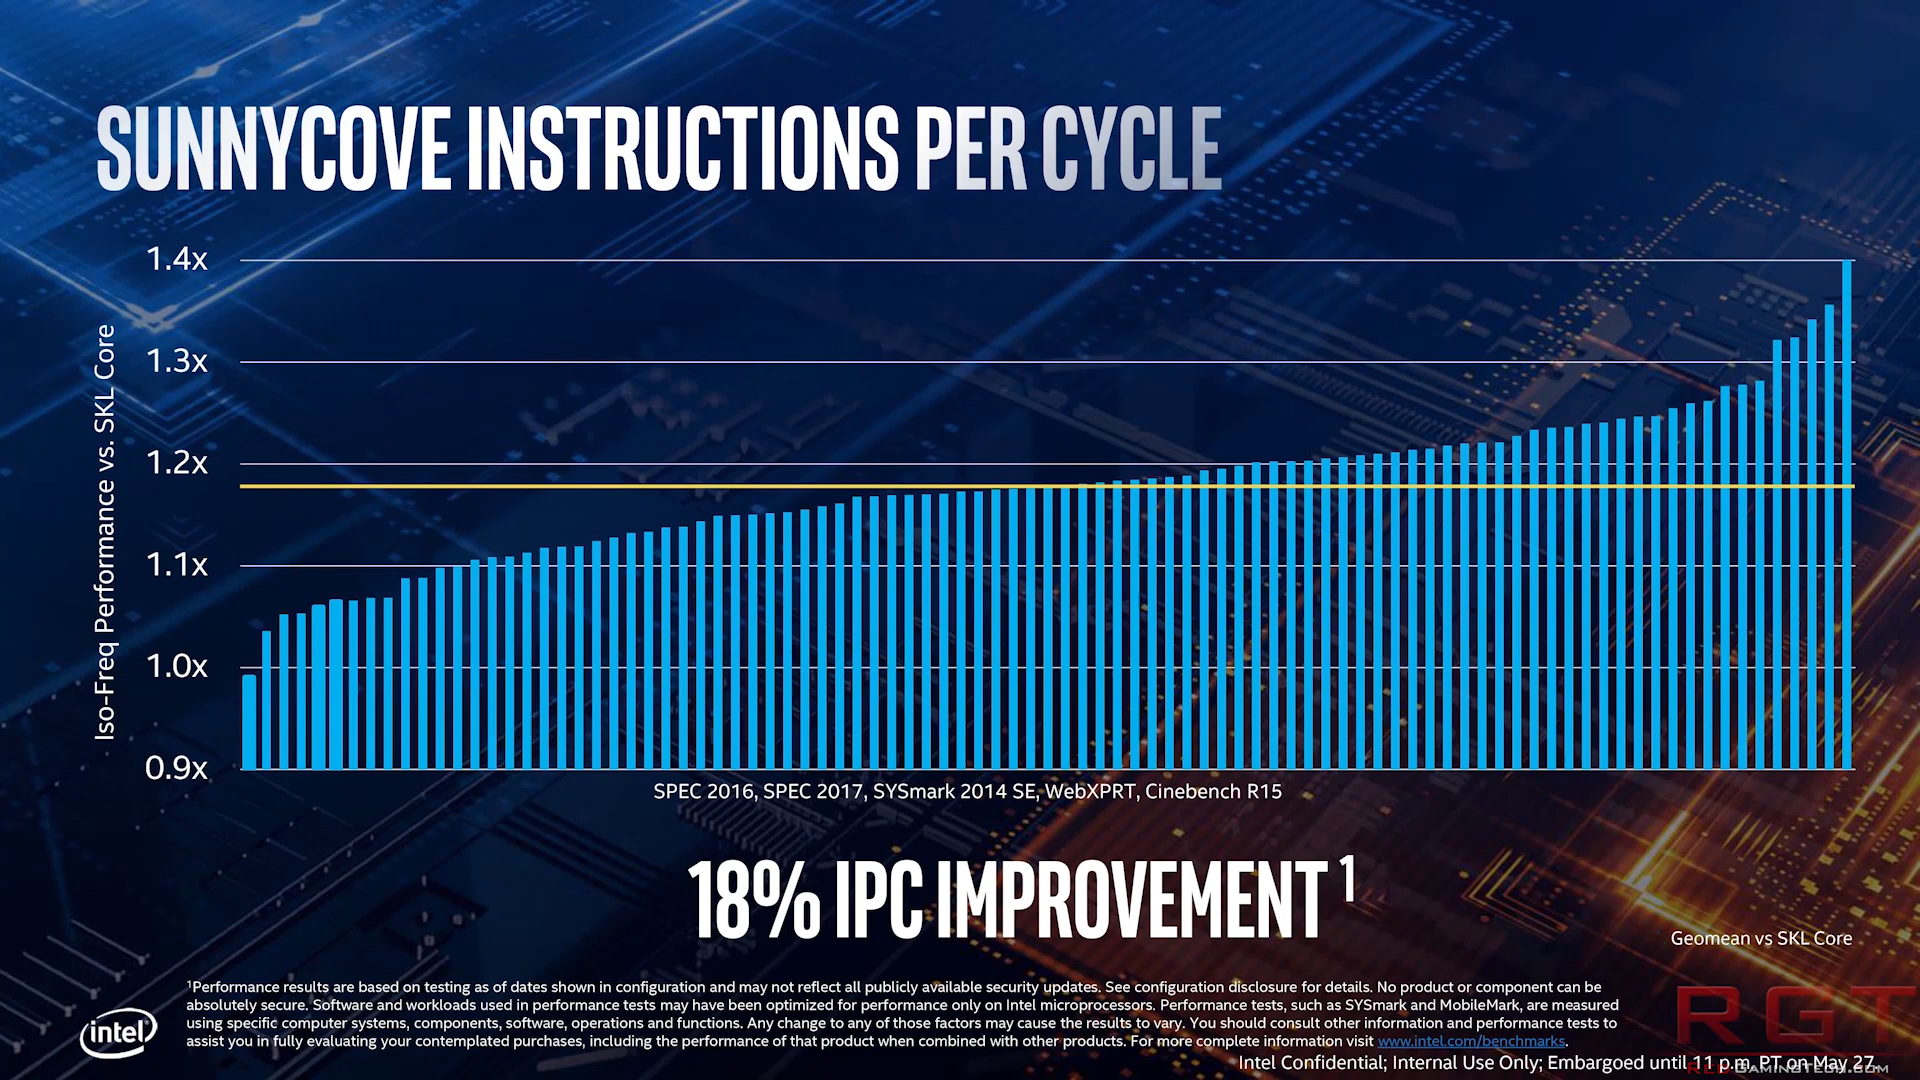 SUNNYCOVE INSTRUCTIONS PER CYCLE
1.4x
1.3x
1.2x
1.1x
1.0x
0.9x
Iso-Freq Performance vs. SKL Core
SPEC 2016, SPEC 2017, SYSmark 2014 SE, WebXPRT, Cinebench R15
18% IPC IMPROVEMENT 1
Geomean vs SKL Core
1Performance results are based on testing as of dates shown in configuration and may not reflect all publicly available security updates. See configuration disclosure for details. No product or component can be
absolutely secure. Software and workloads used in performance tests may have been optimized for performance only on Intel microprocessors. Performance tests, such as SYSmark and MobileMark, are measured
using specific computer systems, components, software, operations and functions. Any change to any of those factors may cause the results to vary. You should consult other information and performance tests to
assist you in fully evaluating your contemplated purchases, including the performance of that product when combined with other products. For more complete information visit www.intel.com/benchmarks.
intel
RGT
Intel Confidential; Internal Use Only; Embargoed until 11 p.m. PT on May 27.
REDGAMINGTECH.COM